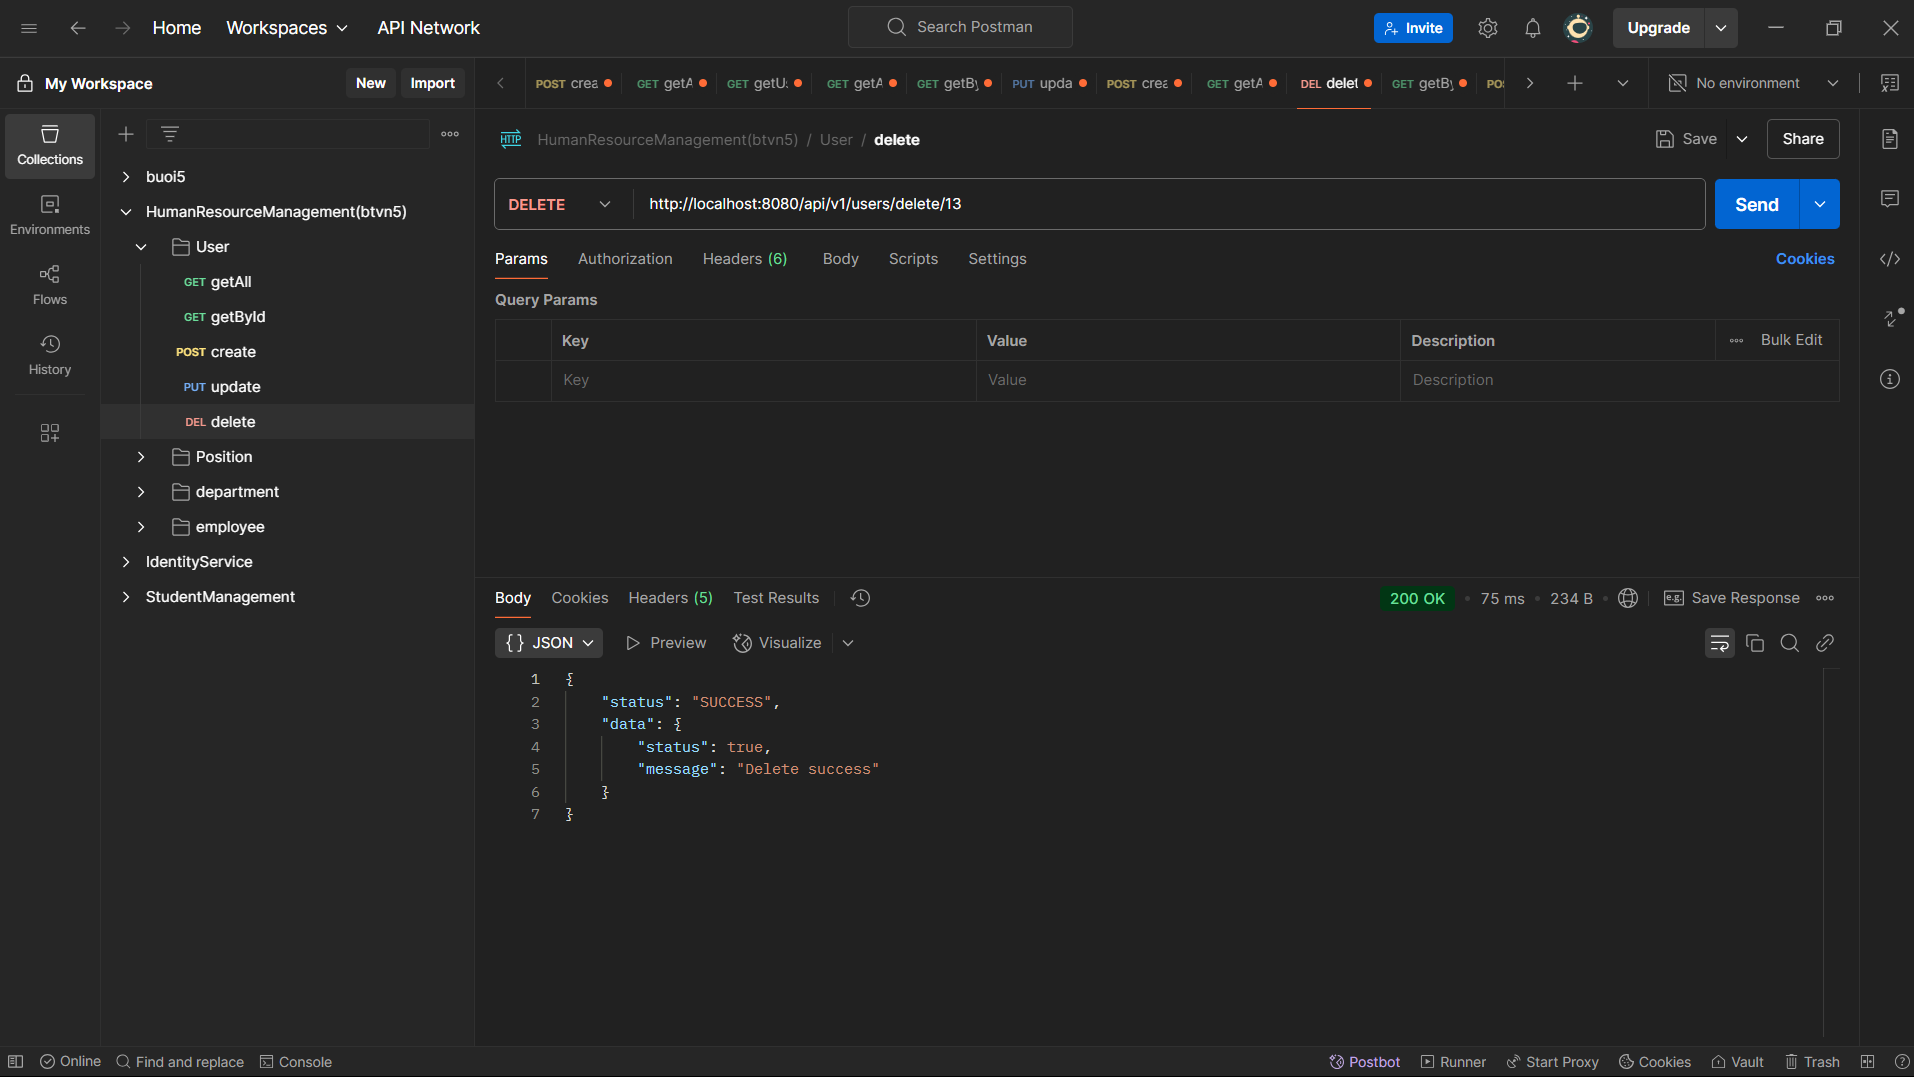 Home Workspaces API Network Search Postman Invite Upgrade
My Workspace New Import POST crea GET getA GET getU GET getA GET getBy PUT upda POST crea GET getA DEL delet GET getBy PO No environment
Collections
Environments
Flows
History
buoi5
HumanResourceManagement(btvn5)
User
GET getAll
GET getById
POST create
PUT update
DEL delete
Position
department
employee
IdentityService
StudentManagement
HTTP HumanResourceManagement(btvn5) / User / delete Save Share
DELETE http://localhost:8080/api/v1/users/delete/13 Send
Params Authorization Headers (6) Body Scripts Settings Cookies
Query Params
Key Value Description Bulk Edit
Key Value Description
Body Cookies Headers (5) Test Results 200 OK • 75 ms • 234 B • e.g. Save Response
{} JSON Preview Visualize
1 {
2 "status": "SUCCESS",
3 "data": {
4 "status": true,
5 "message": "Delete success"
6 }
7 }
Online Find and replace Console Postbot Runner Start Proxy Cookies Vault Trash